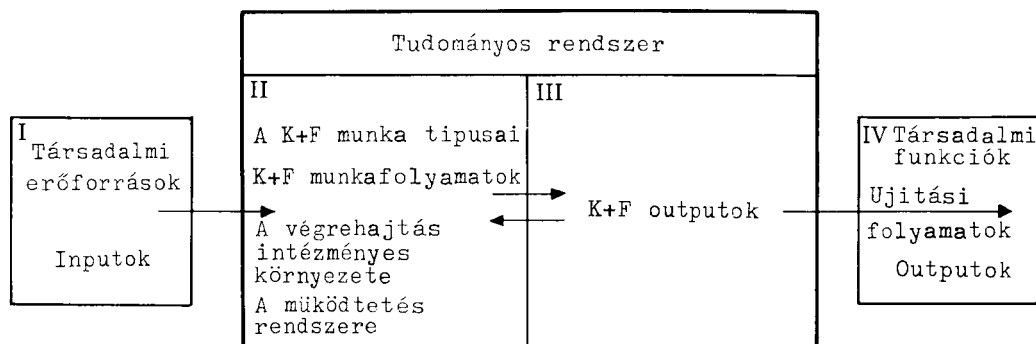 Tudományos rendszer
I
Társadalmi
erőforrások
Inputok
II
A K+F munka tipusai
K+F munkafolyamatok
A végrehajtás
intézményes
környezete
A müködtetés
rendszere
III
K+F outputok
IV Társadalmi
funkciók
Ujitási
folyamatok
Outputok